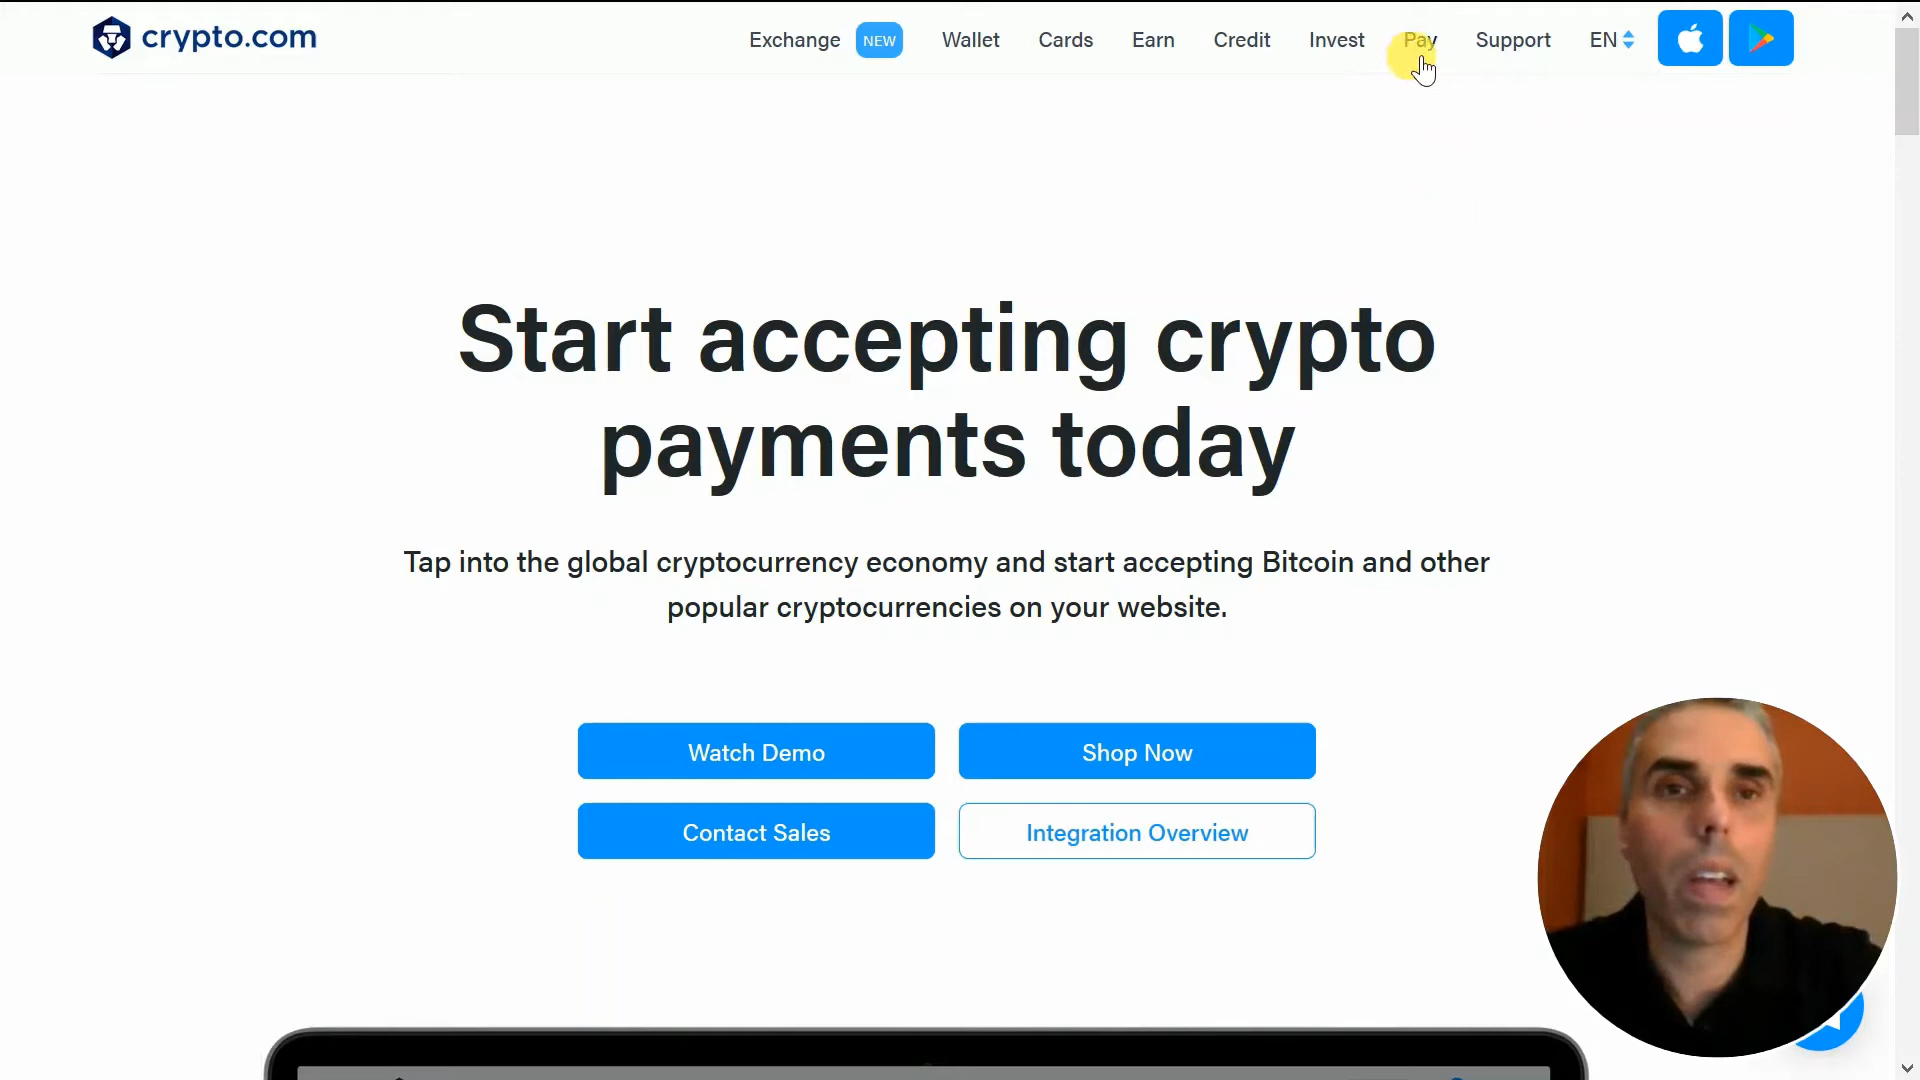 crypto.com
Exchange NEW Wallet Cards Earn Credit Invest Pay Support EN
Start accepting crypto
payments today
Tap into the global cryptocurrency economy and start accepting Bitcoin and other
popular cryptocurrencies on your website.
Watch Demo
Shop Now
Contact Sales
Integration Overview